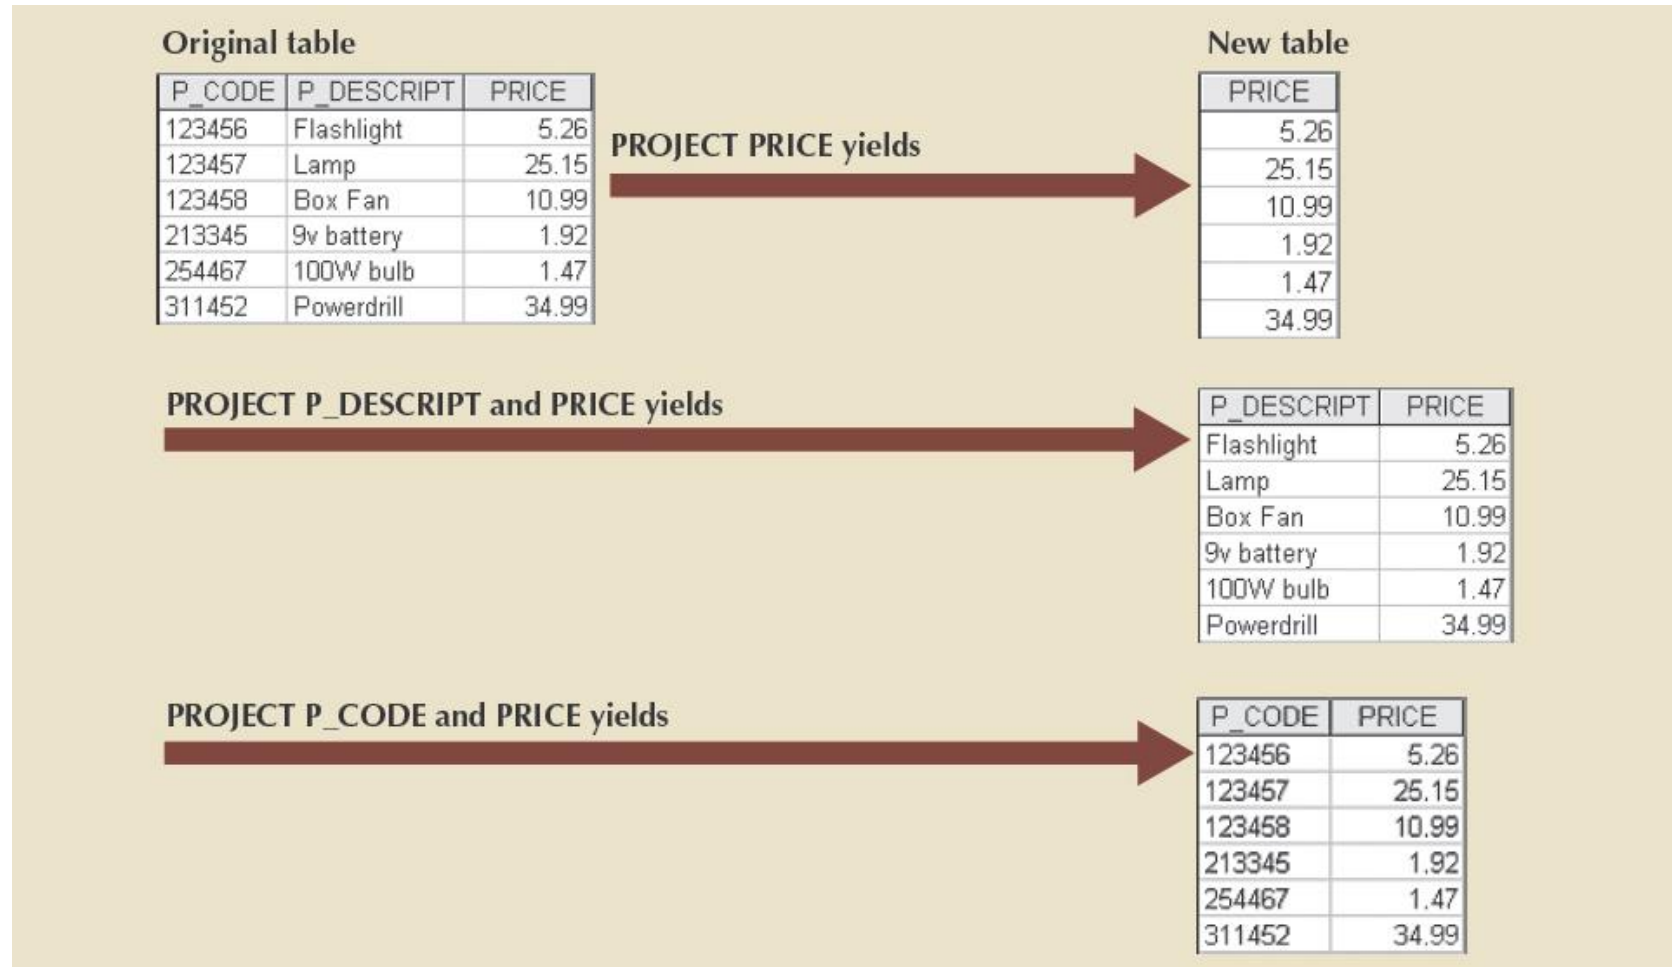 Original table
P_CODE P_DESCRIPT PRICE
123456 Flashlight 5.26
123457 Lamp 25.15
123458 Box Fan 10.99
213345 9v battery 1.92
254467 100W bulb 1.47
311452 Powerdrill 34.99
PROJECT PRICE yields
New table
PRICE
5.26
25.15
10.99
1.92
1.47
34.99
PROJECT P_DESCRIPT and PRICE yields
P_DESCRIPT PRICE
Flashlight 5.26
Lamp 25.15
Box Fan 10.99
9v battery 1.92
100W bulb 1.47
Powerdrill 34.99
PROJECT P_CODE and PRICE yields
P_CODE PRICE
123456 5.26
123457 25.15
123458 10.99
213345 1.92
254467 1.47
311452 34.99